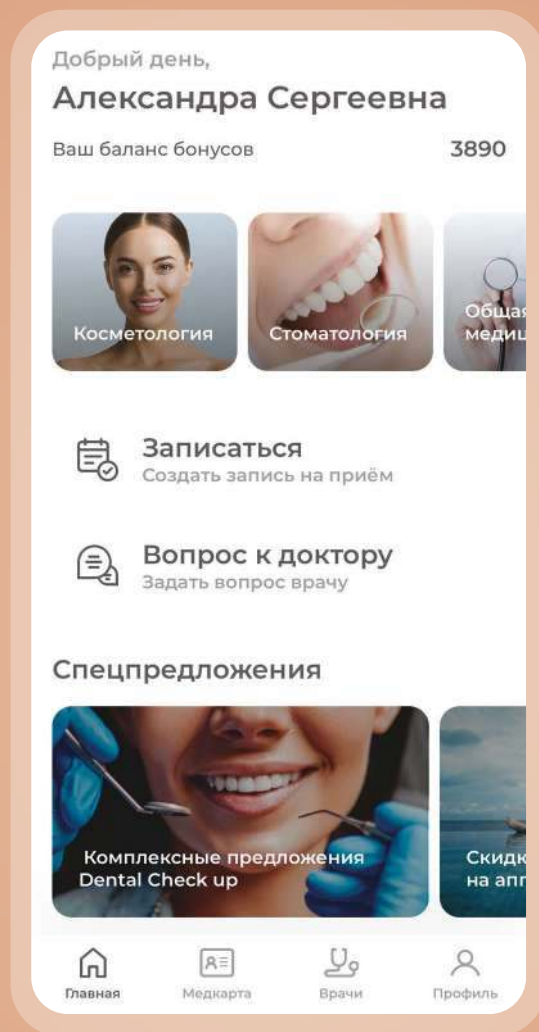 Добрый день,
Александра Сергеевна
Ваш баланс бонусов 3890
Косметология
Стоматология
Записаться
Создать запись на приём
Вопрос к доктору
Задать вопрос врачу
Спецпредложения
Комплексные предложения
Dental Check up
на
Главная Медкарта Врачи Профиль